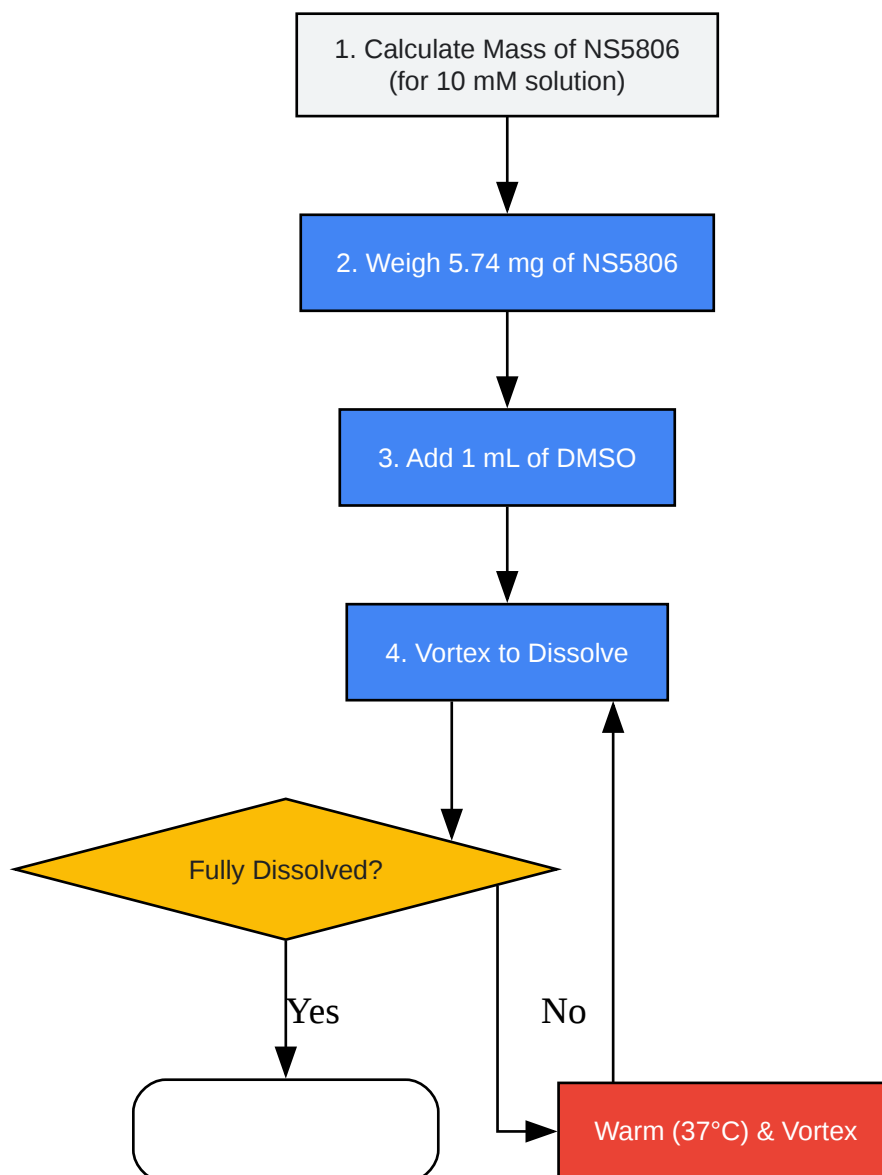 1. Calculate Mass of NS5806
(for 10 mM solution)
2. Weigh 5.74 mg of NS5806
3. Add 1 mL of DMSO
4. Vortex to Dissolve
Fully Dissolved?
Yes
No
Warm (37°C) & Vortex